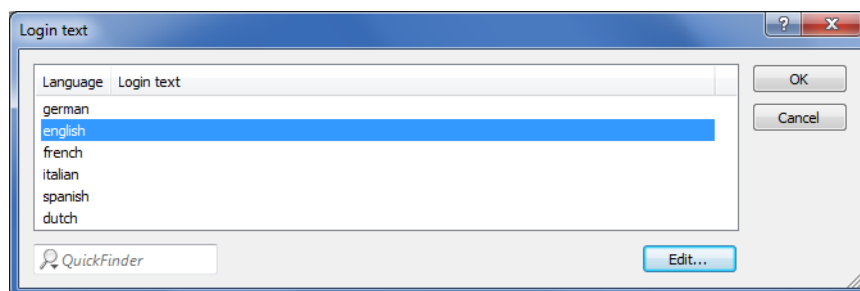 Login text
?
X
Language Login text
OK
german
english
Cancel
french
italian
spanish
dutch
QuickFinder
Edit...